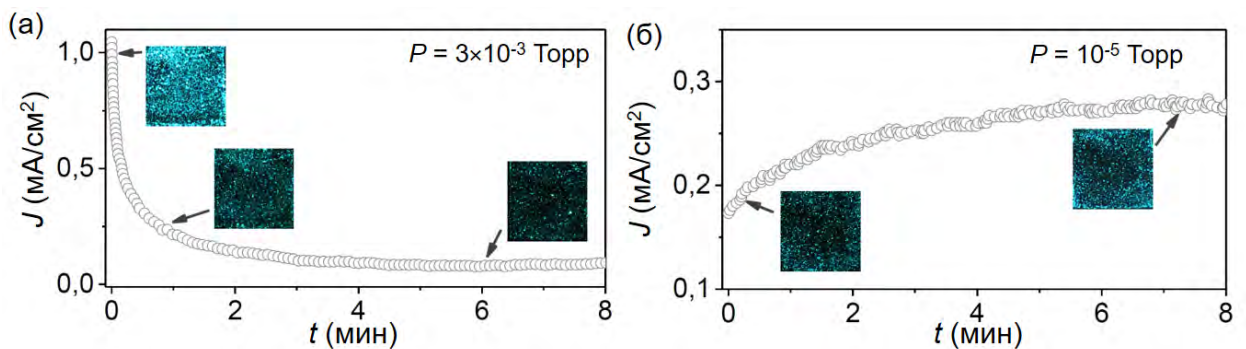 (а)
P = 3×10⁻³ Торр
J (мА/см²)
1,0
0,5
0,0
0 2 4 6 8
t (мин)
(б)
P = 10⁻⁵ Торр
J (мА/см²)
0,3
0,2
0,1
0 2 4 6 8
t (мин)